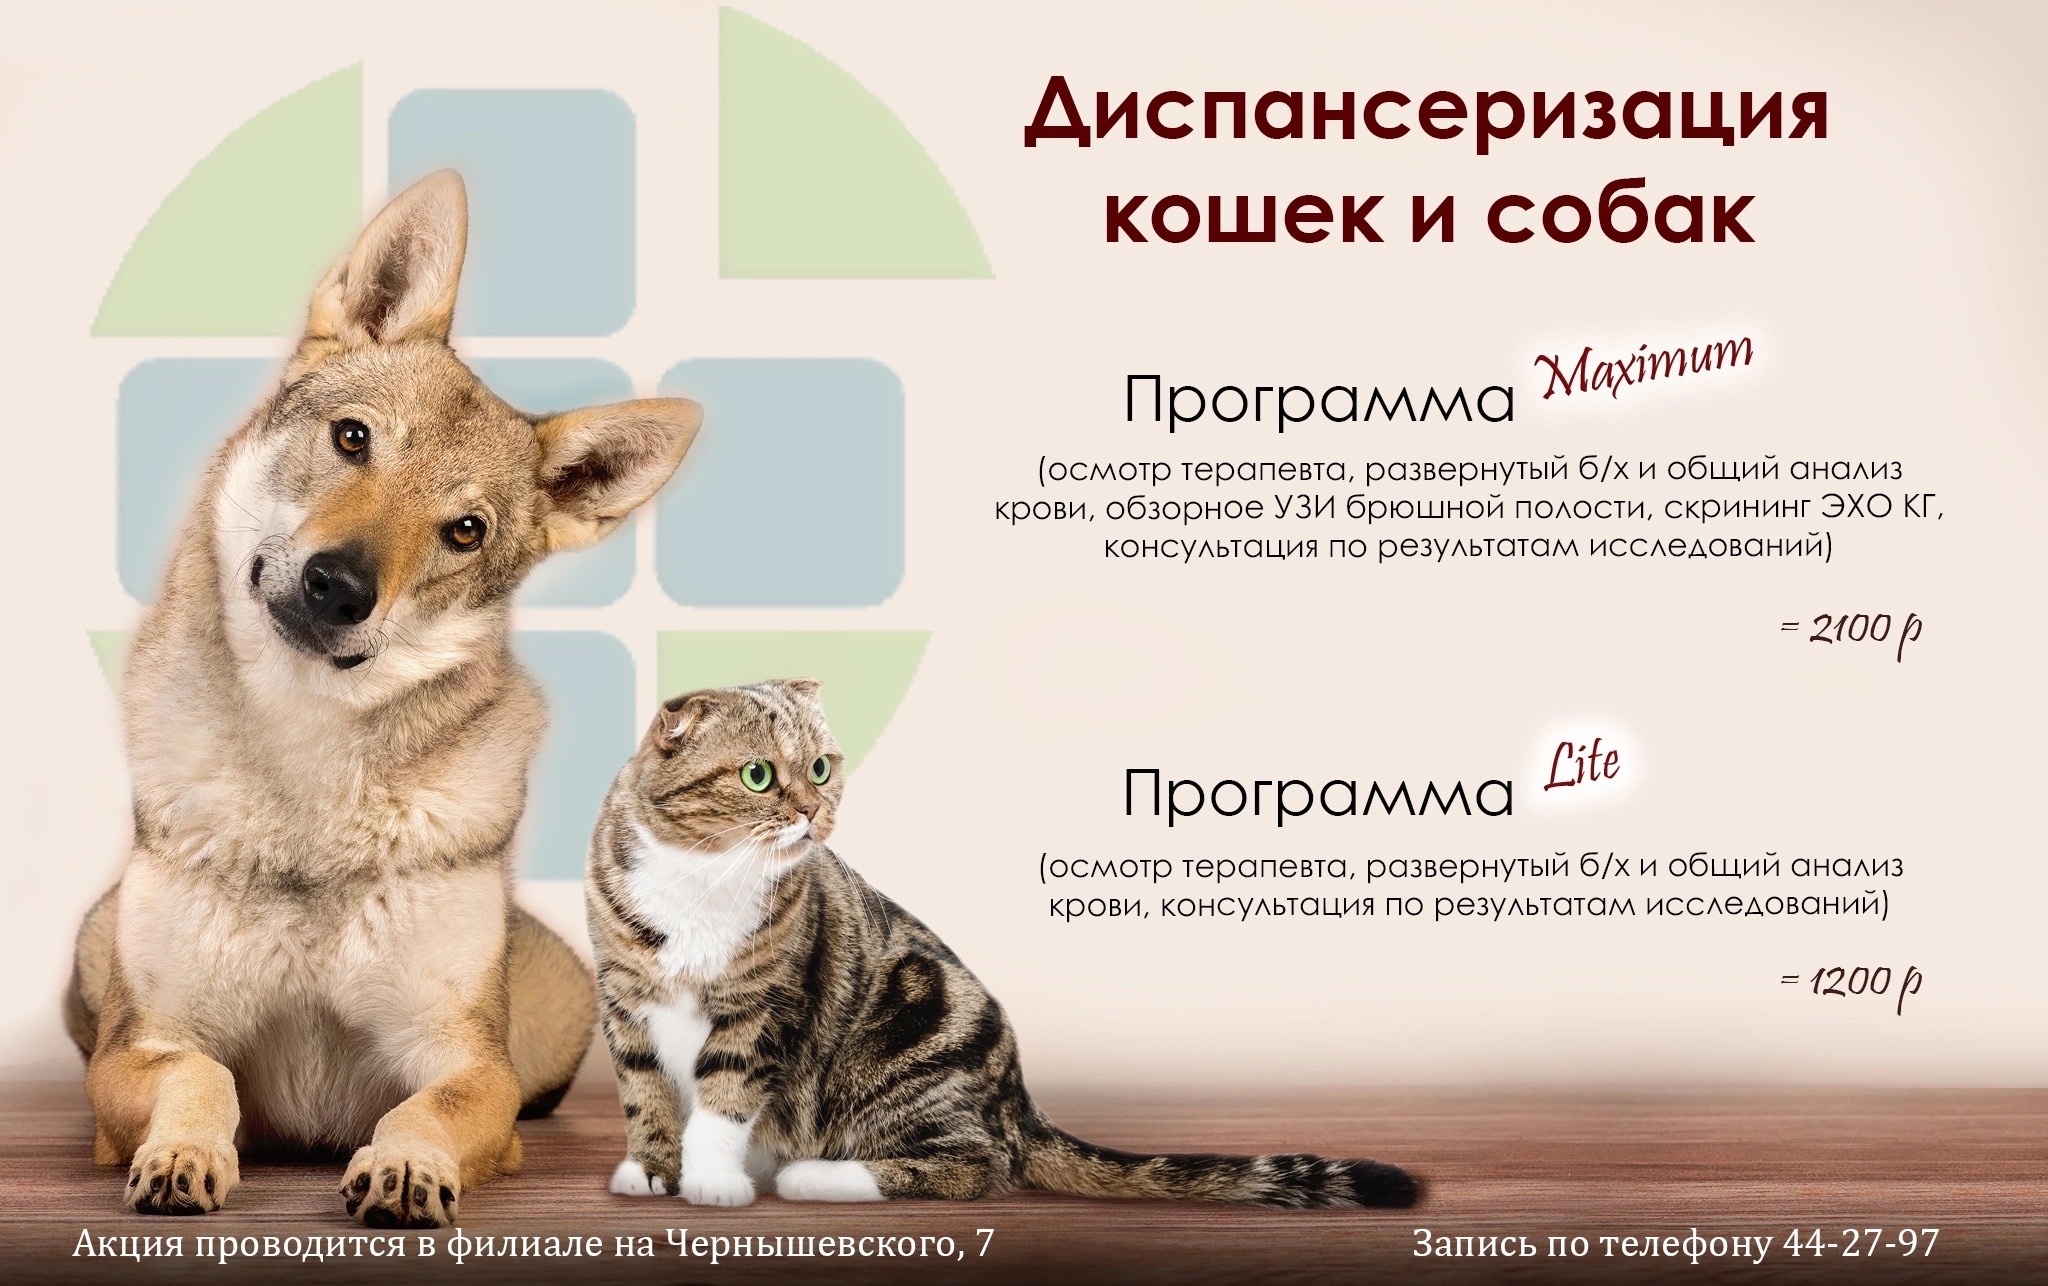 Диспансеризация
кошек и собак
Программа Maximum
(осмотр терапевта, развернутый б/х и общий анализ
крови, обзорное УЗИ брюшной полости, скрининг ЭХО КГ,
консультация по результатам исследований)
= 2100 р
Программа Lite
(осмотр терапевта, развернутый б/х и общий анализ
крови, консультация по результатам исследований)
= 1200 р
Акция проводится в филиале на Чернышевского, 7
Запись по телефону 44-27-97